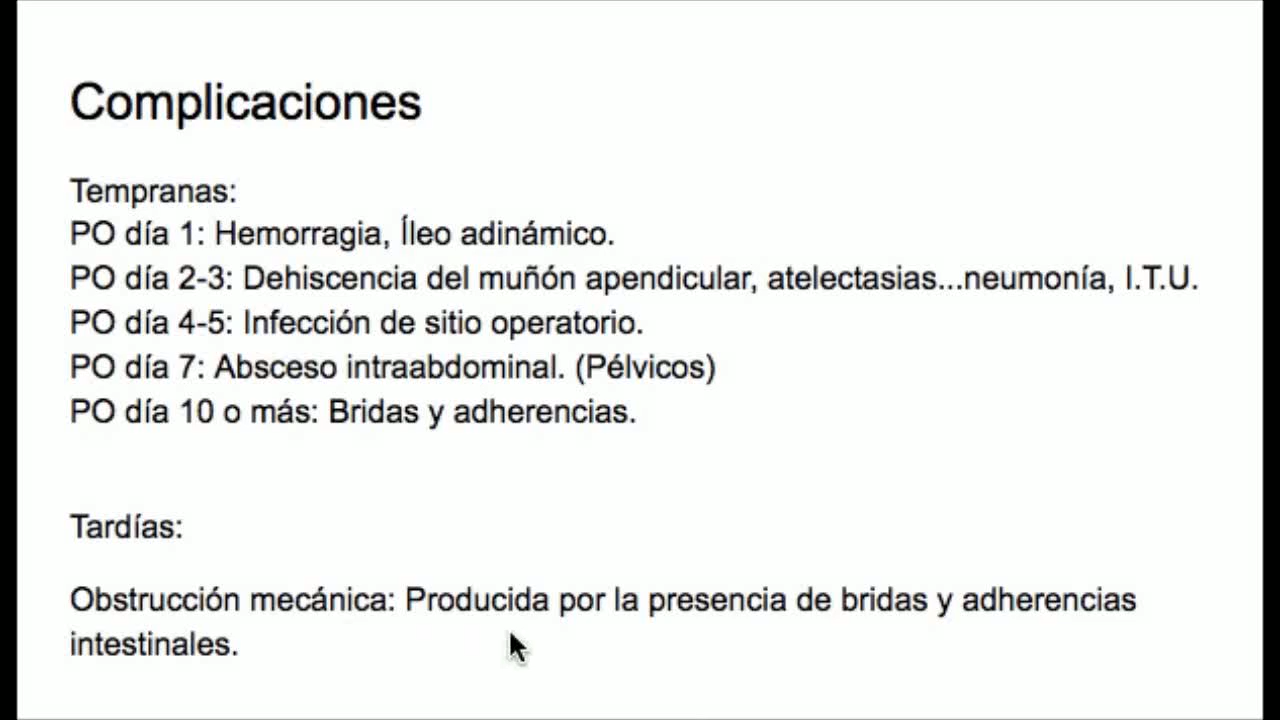 Complicaciones
Tempranas:
PO día 1: Hemorragia, Íleo adinámico.
PO día 2-3: Dehiscencia del muñón apendicular, atelectasias...neumonía, I.T.U.
PO día 4-5: Infección de sitio operatorio.
PO día 7: Absceso intraabdominal. (Pélvicos)
PO día 10 o más: Bridas y adherencias.
Tardías:
Obstrucción mecánica: Producida por la presencia de bridas y adherencias
intestinales.